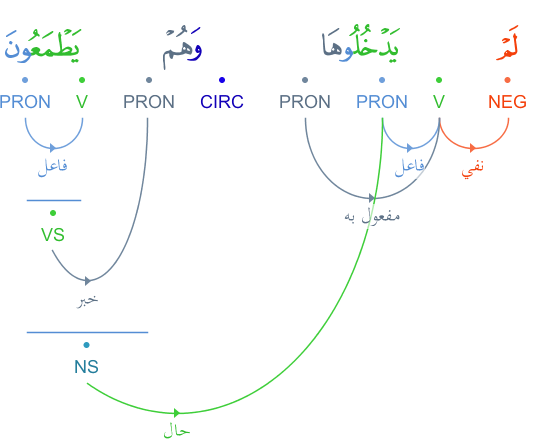 لَمْ يَدْخُلُوهَا وَهُمْ يَطْمَعُونَ
NEG V PRON PRON CIRC PRON V PRON
نفي فاعل فاعل
مفعول به
VS
خبر
NS
حال